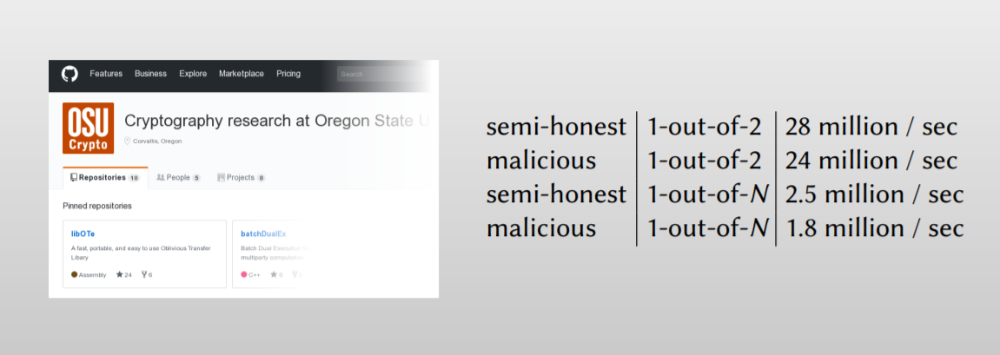 Features Business Explore Marketplace Pricing Search
OSU
Crypto
Cryptography research at Oregon State U
Corvallis, Oregon
Repositories 10 People 5 Projects 0
Pinned repositories
libOTe
A fast, portable, and easy to use Oblivious Transfer
Libary
Assembly 24 6
batchDualEx
Batch Dual Execution
multiparty computation
C++ 8
semi-honest 1-out-of-2 28 million / sec
malicious 1-out-of-2 24 million / sec
semi-honest 1-out-of-N 2.5 million / sec
malicious 1-out-of-N 1.8 million / sec